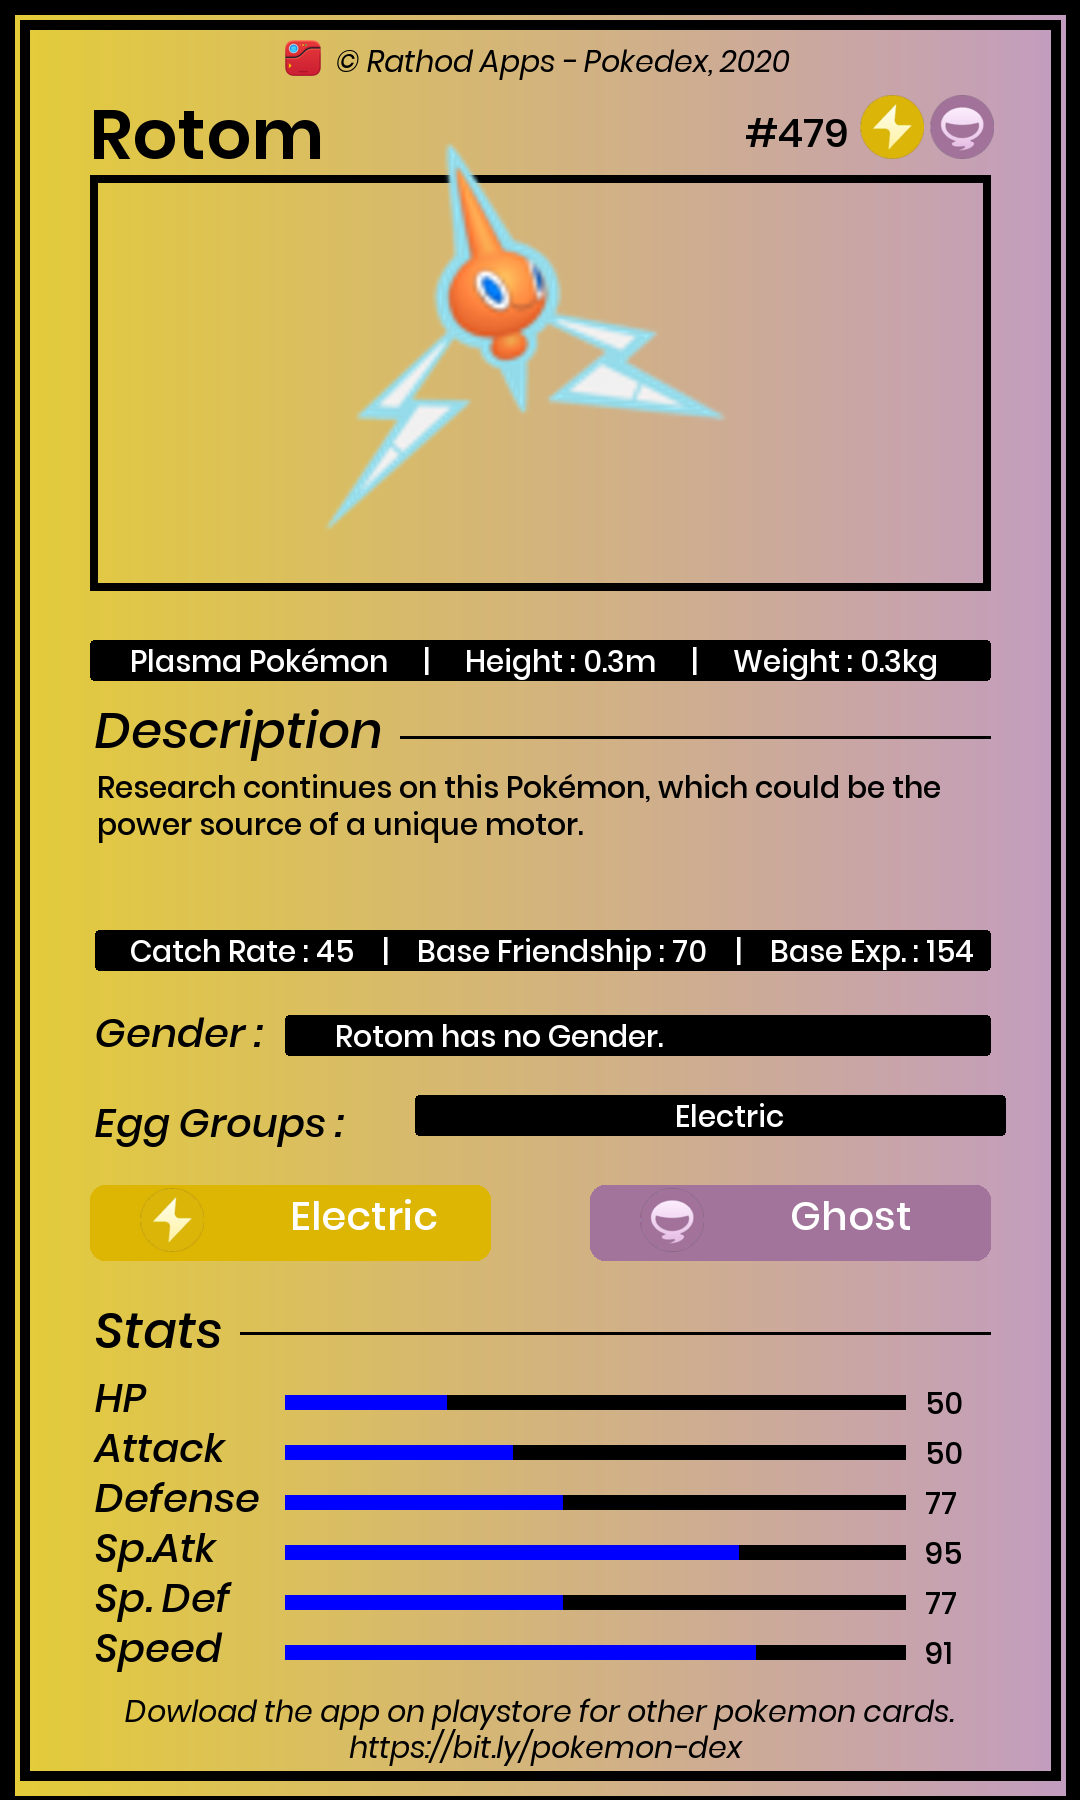 © Rathod Apps - Pokedex, 2020
Rotom
#479
Plasma Pokémon | Height : 0.3m | Weight : 0.3kg
Description
Research continues on this Pokémon, which could be the
power source of a unique motor.
Catch Rate : 45 | Base Friendship : 70 | Base Exp. : 154
Gender : Rotom has no Gender.
Egg Groups : Electric
Electric Ghost
Stats
HP 50
Attack 50
Defense 77
Sp.Atk 95
Sp. Def 77
Speed 91
Dowload the app on playstore for other pokemon cards.
https://bit.ly/pokemon-dex